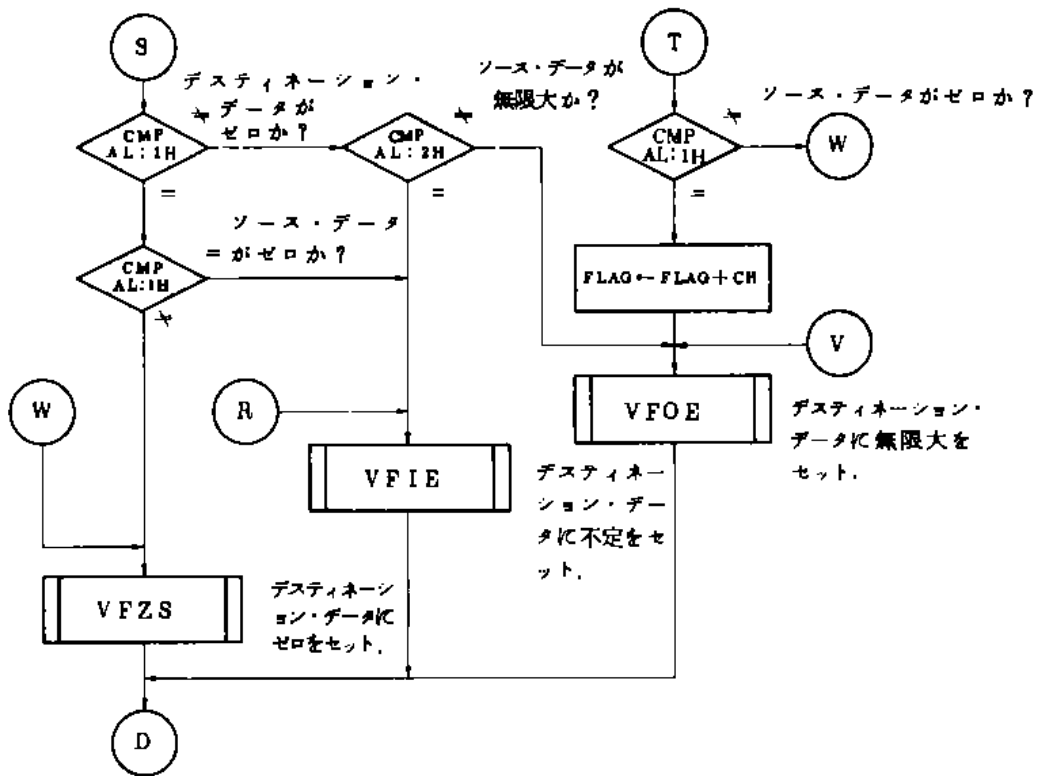 S
T
デスティネーション・
データが
ゼロか？
≠
CMP
AL：1H
=
ソース・データが
無限大か？
≠
CMP
AL：2H
=
ソース・データがゼロか？
≠
CMP
AL：1H
=
W
ソース・データ
がゼロか？
=
CMP
AL：1H
≠
FLAG←FLAG+CH
V
W
R
VFOE
デスティネーション・
データに無限大を
セット．
VFIE
デスティネー
ション・デー
タに不定をセ
ット．
VFZS
デスティネーシ
ョン・データに
ゼロをセット．
D